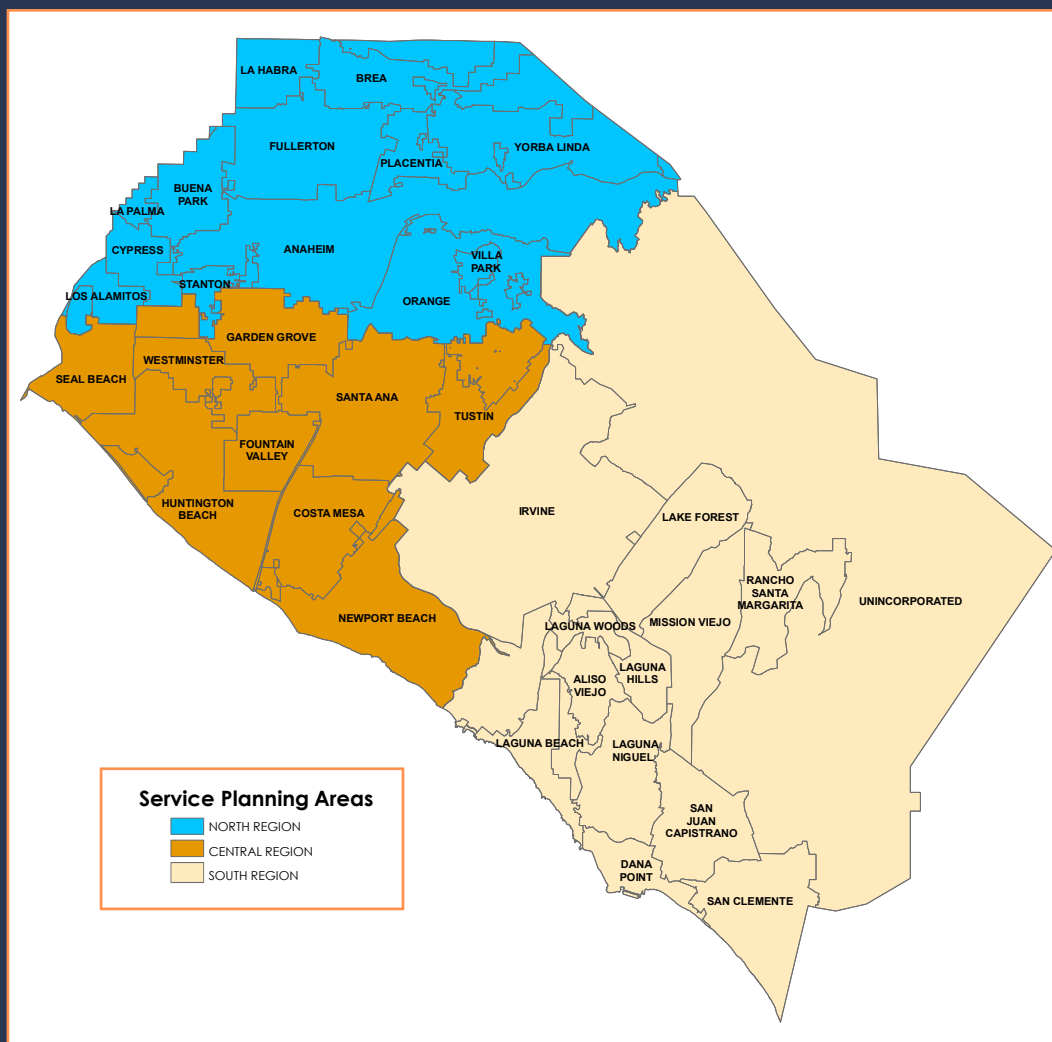 LA HABRA
BREA
FULLERTON
YORBA LINDA
PLACENTIA
BUENA
PARK
LA PALMA
CYPRESS
ANAHEIM
VILLA
PARK
STANTON
LOS ALAMITOS
ORANGE
GARDEN GROVE
WESTMINSTER
SEAL BEACH
SANTA ANA
TUSTIN
FOUNTAIN
VALLEY
HUNTINGTON
BEACH
COSTA MESA
IRVINE
LAKE FOREST
RANCHO
SANTA
MARGARITA
UNINCORPORATED
NEWPORT BEACH
LAGUNA WOODS
MISSION VIEJO
LAGUNA
HILLS
ALISO
VIEJO
LAGUNA BEACH
LAGUNA
NIGUEL
SAN
JUAN
CAPISTRANO
DANA
POINT
SAN CLEMENTE
Service Planning Areas
NORTH REGION
CENTRAL REGION
SOUTH REGION